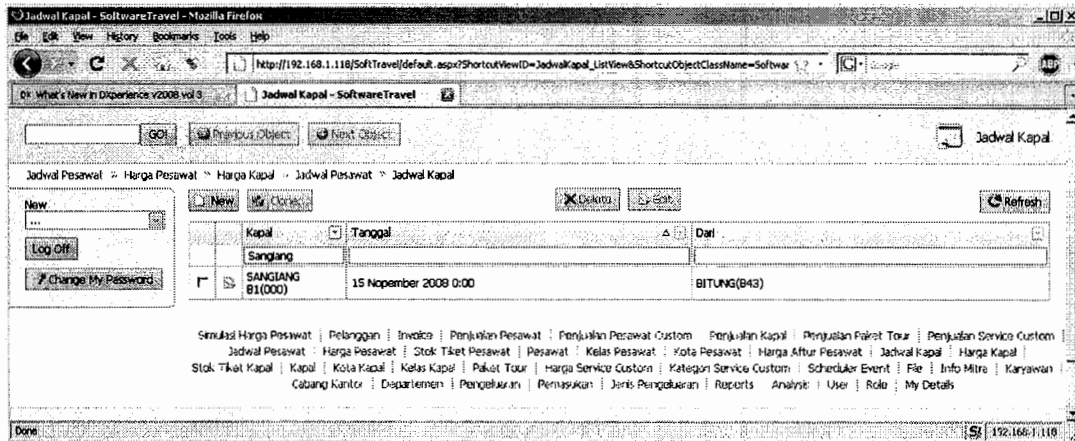 Jadwal Kapal - SoftwareTravel - Mozilla Firefox
File Edit View History Bookmarks Tools Help
http://192.168.1.118/SoftTravel/default.aspx?ShortcutViewID=JadwalKapal_ListView&ShortcutObjectClassName=Softwar
What's New in DXperience v2008 vol 3 Jadwal Kapal - SoftwareTravel
GO! Previous Object Next Object Jadwal Kapal
Jadwal Pesawat » Harga Pesawat » Harga Kapal » Jadwal Pesawat » Jadwal Kapal
New
...
Log Off
Change My Password
New Clone Delete Edit Refresh
Kapal Tanggal Dari
Sangiang
SANGIANG B1(000) 15 Nopember 2008 0:00 BITUNG(B43)
Simulasi Harga Pesawat | Pelanggan | Invoice | Penjualan Pesawat | Penjualan Pesawat Custom | Penjualan Kapal | Penjualan Paket Tour | Penjualan Service Custom |
Jadwal Pesawat | Harga Pesawat | Stok Tiket Pesawat | Pesawat | Kelas Pesawat | Kota Pesawat | Harga Aftur Pesawat | Jadwal Kapal | Harga Kapal |
Stok Tiket Kapal | Kapal | Kota Kapal | Kelas Kapal | Paket Tour | Harga Service Custom | Kategori Service Custom | Scheduler Event | File | Info Mitra | Karyawan |
Cabang Kantor | Departemen | Pengeluaran | Pemasukan | Jenis Pengeluaran | Reports | Analysis | User | Role | My Details
Done 192.168.1.118